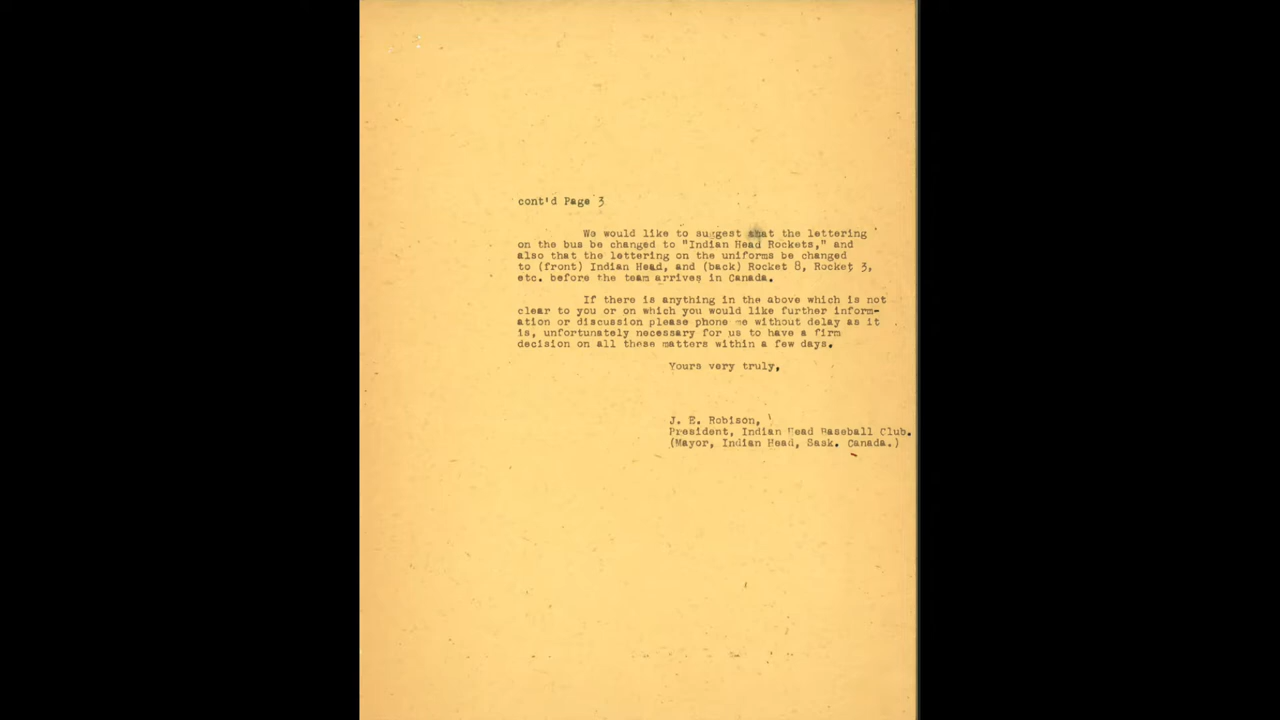 cont'd Page 3
We would like to suggest that the lettering
on the bus be changed to "Indian Head Rockets," and
also that the lettering on the uniforms be changed
to (front) Indian Head, and (back) Rocket 8, Rocket 3,
etc. before the team arrives in Canada.
If there is anything in the above which is not
clear to you or on which you would like further inform-
ation or discussion please phone me without delay as it
is, unfortunately necessary for us to have a firm
decision on all these matters within a few days.
Yours very truly,
J. E. Robison,
President, Indian Head Baseball Club.
(Mayor, Indian Head, Sask. Canada.)